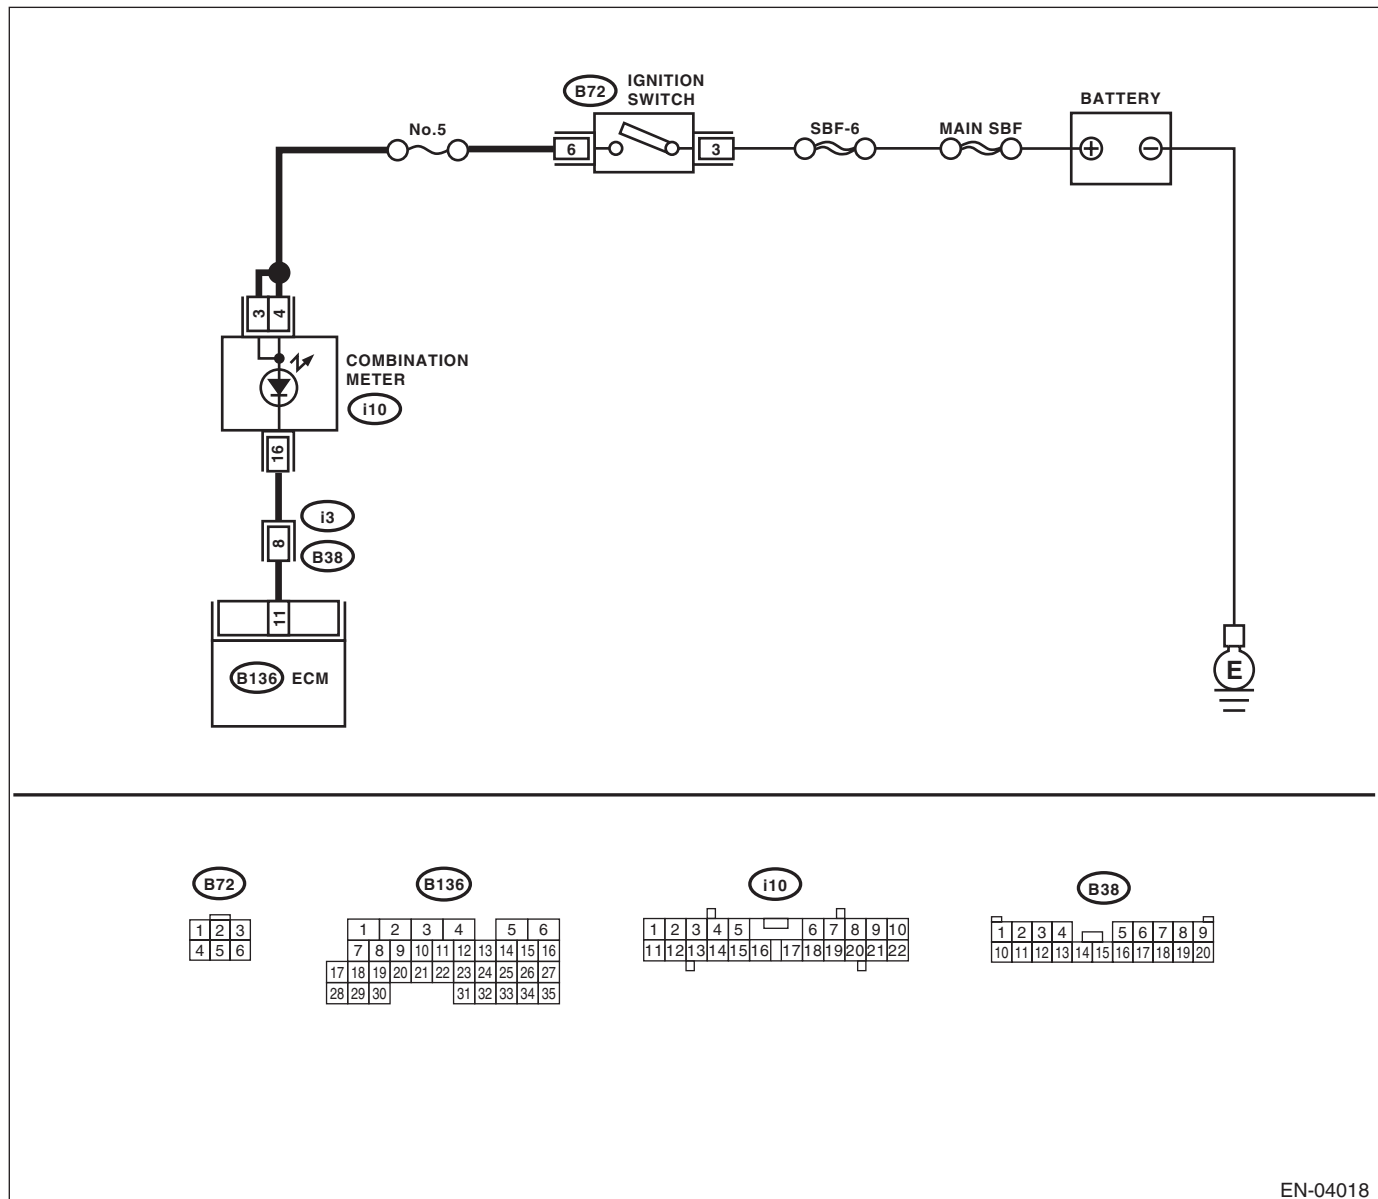 B72
IGNITION
SWITCH
BATTERY
No.5
SBF-6
MAIN SBF
6
3
3
4
COMBINATION
METER
i10
16
i3
8
B38
11
B136 ECM
E
B72
B136
i10
B38
1 2 3
4 5 6
1 2 3 4 5 6
7 8 9 10 11 12 13 14 15 16
17 18 19 20 21 22 23 24 25 26 27
28 29 30 31 32 33 34 35
1 2 3 4 5 6 7 8 9 10
11 12 13 14 15 16 17 18 19 20 21 22
1 2 3 4 5 6 7 8 9
10 11 12 13 14 15 16 17 18 19 20
EN-04018